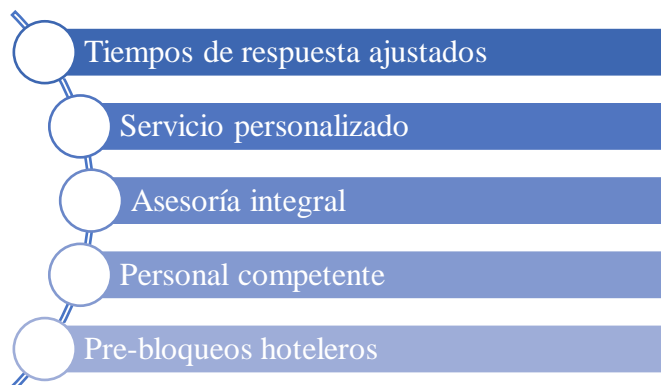 Tiempos de respuesta ajustados
Servicio personalizado
Asesoría integral
Personal competente
Pre-bloqueos hoteleros